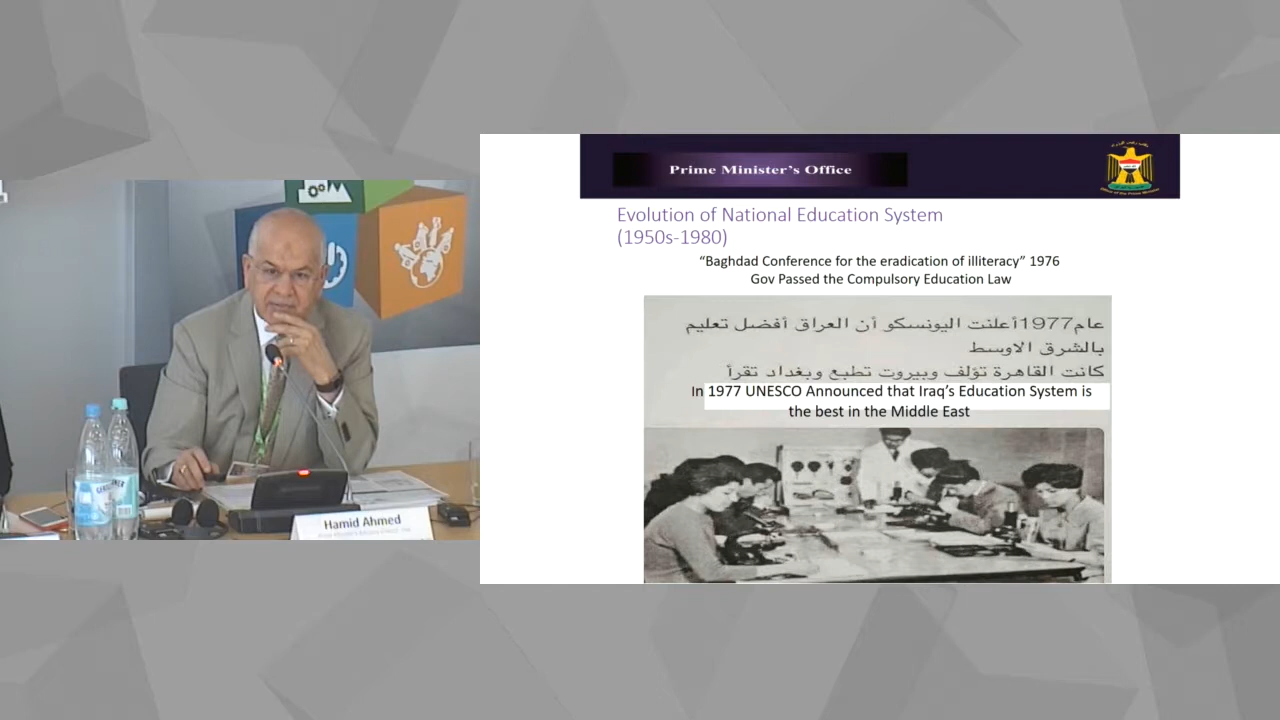 Prime Minister’s Office
Evolution of National Education System
(1950s-1980)
“Baghdad Conference for the eradication of illiteracy” 1976
Gov Passed the Compulsory Education Law
عام1977أعلنت اليونسكو أن العراق أفضل تعليم
بالشرق الاوسط
كانت القاهرة تؤلف وبيروت تطبع وبغداد تقرأ
In 1977 UNESCO Announced that Iraq’s Education System is
the best in the Middle East
Hamid Ahmed